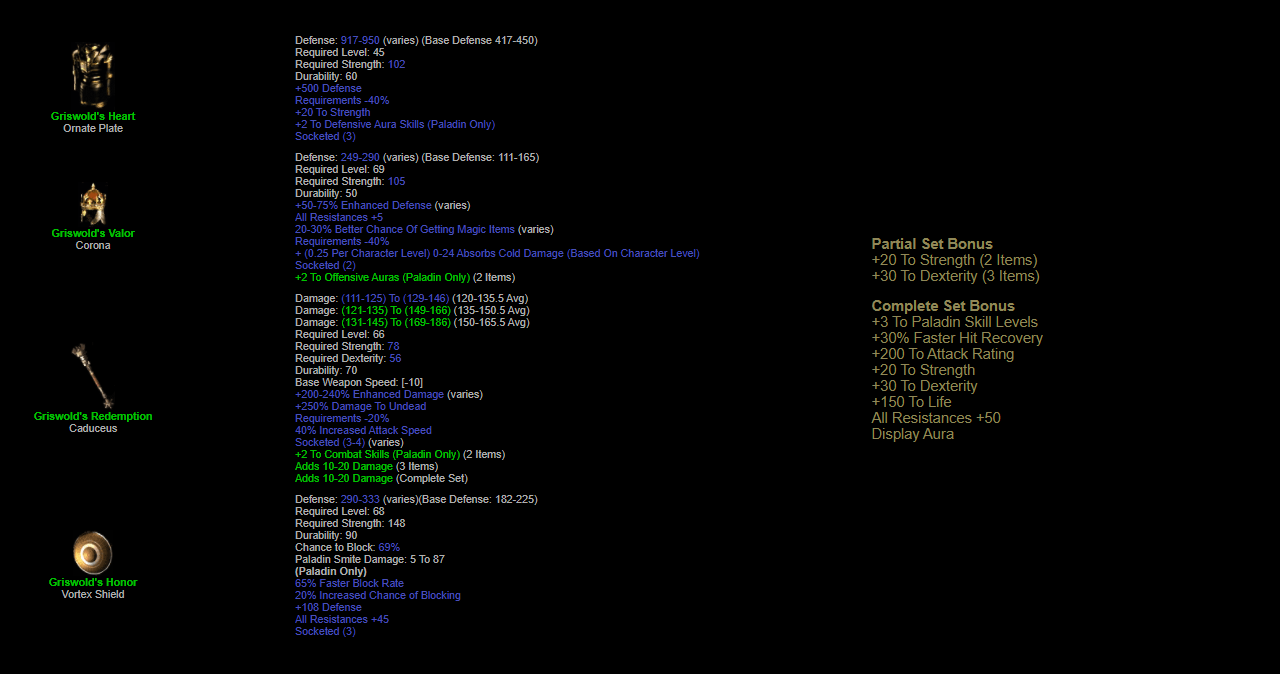 Griswold's Heart
Ornate Plate
Defense: 917-950 (varies) (Base Defense 417-450)
Required Level: 45
Required Strength: 102
Durability: 60
+500 Defense
Requirements -40%
+20 To Strength
+2 To Defensive Aura Skills (Paladin Only)
Socketed (3)
Griswold's Valor
Corona
Defense: 249-290 (varies) (Base Defense: 111-165)
Required Level: 69
Required Strength: 105
Durability: 50
+50-75% Enhanced Defense (varies)
All Resistances +5
20-30% Better Chance Of Getting Magic Items (varies)
Requirements -40%
+ (0.25 Per Character Level) 0-24 Absorbs Cold Damage (Based On Character Level)
Socketed (2)
+2 To Offensive Auras (Paladin Only) (2 Items)
Griswold's Redemption
Caduceus
Damage: (111-125) To (129-146) (120-135.5 Avg)
Damage: (121-135) To (149-166) (135-150.5 Avg)
Damage: (131-145) To (169-186) (150-165.5 Avg)
Required Level: 66
Required Strength: 78
Required Dexterity: 56
Durability: 70
Base Weapon Speed: [-10]
+200-240% Enhanced Damage (varies)
+250% Damage To Undead
Requirements -20%
40% Increased Attack Speed
Socketed (3-4) (varies)
+2 To Combat Skills (Paladin Only) (2 Items)
Adds 10-20 Damage (3 Items)
Adds 10-20 Damage (Complete Set)
Griswold's Honor
Vortex Shield
Defense: 290-333 (varies)(Base Defense: 182-225)
Required Level: 68
Required Strength: 148
Durability: 90
Chance to Block: 69%
Paladin Smite Damage: 5 To 87
(Paladin Only)
65% Faster Block Rate
20% Increased Chance of Blocking
+108 Defense
All Resistances +45
Socketed (3)
Partial Set Bonus
+20 To Strength (2 Items)
+30 To Dexterity (3 Items)
Complete Set Bonus
+3 To Paladin Skill Levels
+30% Faster Hit Recovery
+200 To Attack Rating
+20 To Strength
+30 To Dexterity
+150 To Life
All Resistances +50
Display Aura